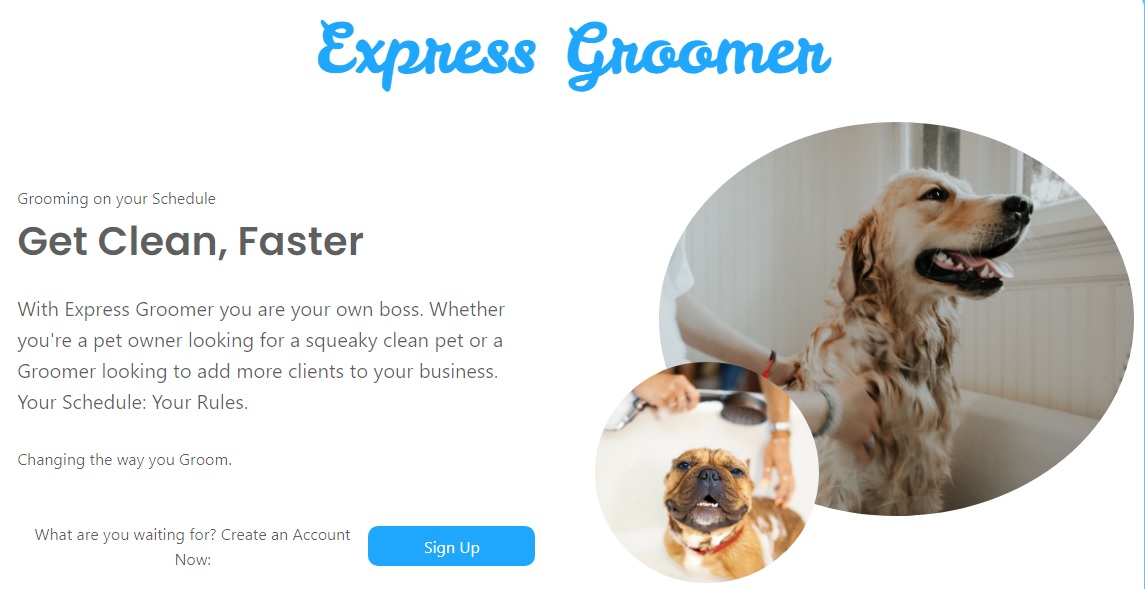 Express Groomer
Grooming on your Schedule
Get Clean, Faster
With Express Groomer you are your own boss. Whether
you're a pet owner looking for a squeaky clean pet or a
Groomer looking to add more clients to your business.
Your Schedule: Your Rules.
Changing the way you Groom.
What are you waiting for? Create an Account
Now:
Sign Up